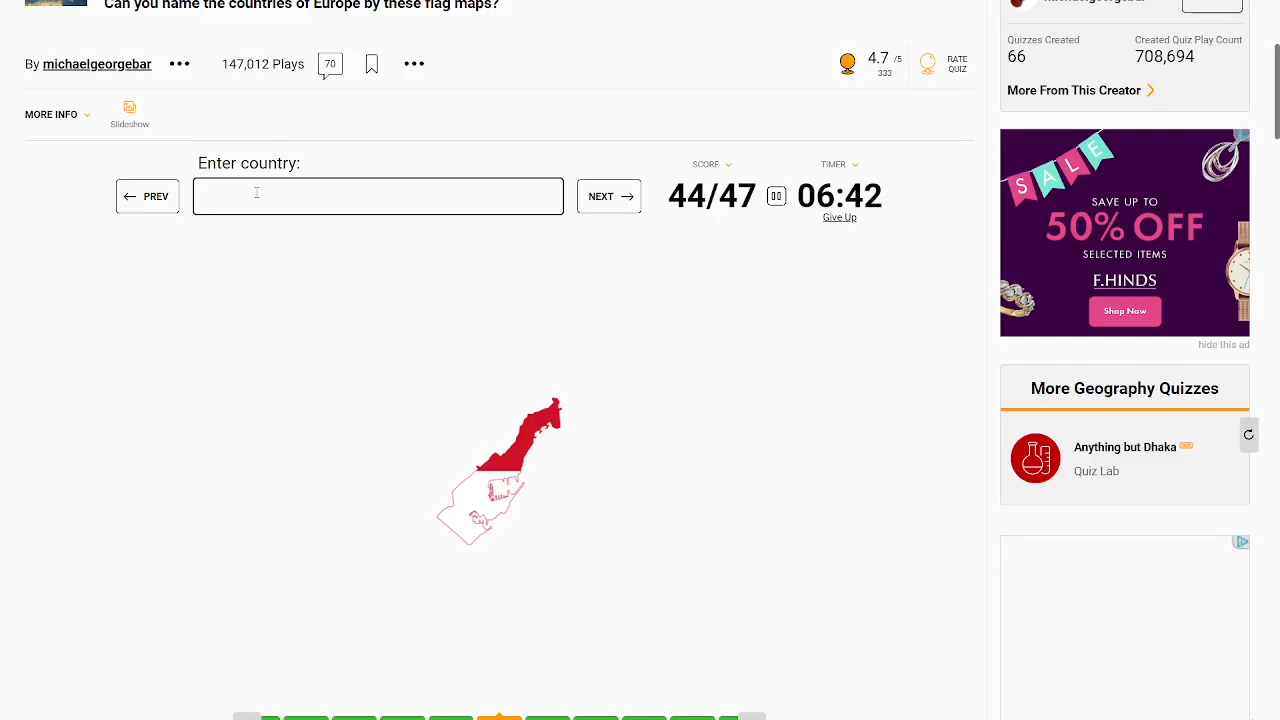 Can you name the countries of Europe by these flag maps?
By michaelgeorgebar
147,012 Plays
70
4.7 /5
333
RATE
QUIZ
MORE INFO
Slideshow
Enter country:
PREV
NEXT
SCORE
44/47
TIMER
06:42
Give Up
Quizzes Created
66
Created Quiz Play Count
708,694
More From This Creator
SALE
SAVE UP TO
50% OFF
SELECTED ITEMS
F.HINDS
Shop Now
hide this ad
More Geography Quizzes
Anything but Dhaka
Quiz Lab